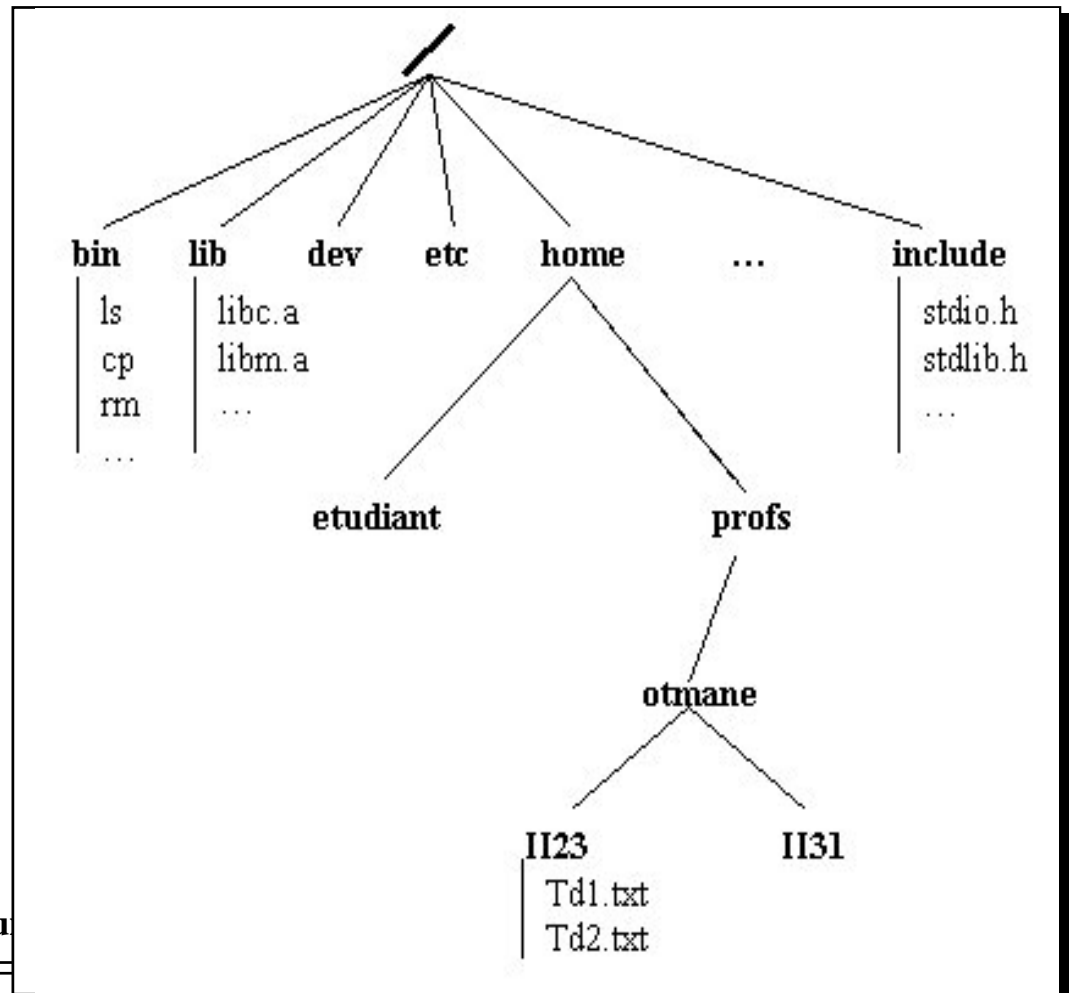 /
bin lib dev etc home ... include
ls libc.a stdio.h
cp libm.a stdlib.h
rm ... ...
...
etudiant profs
otmane
II23 II31
Td1.txt
Td2.txt